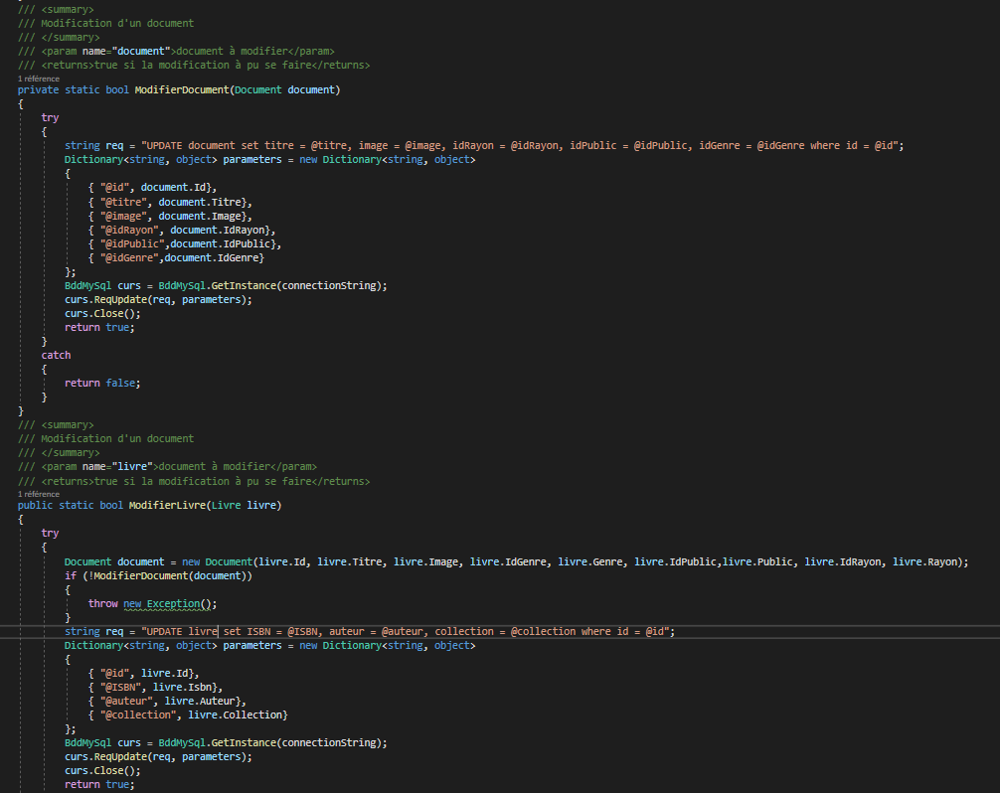 /// <summary>
/// Modification d'un document
/// </summary>
/// <param name="document">document à modifier</param>
/// <returns>true si la modification à pu se faire</returns>
1 référence
private static bool ModifierDocument(Document document)
{
try
{
string req = "UPDATE document set titre = @titre, image = @image, idRayon = @idRayon, idPublic = @idPublic, idGenre = @idGenre where id = @id";
Dictionary<string, object> parameters = new Dictionary<string, object>
{
{ "@id", document.Id},
{ "@titre", document.Titre},
{ "@image", document.Image},
{ "@idRayon", document.IdRayon},
{ "@idPublic",document.IdPublic},
{ "@idGenre",document.IdGenre}
};
BddMySql curs = BddMySql.GetInstance(connectionString);
curs.ReqUpdate(req, parameters);
curs.Close();
return true;
}
catch
{
return false;
}
}
/// <summary>
/// Modification d'un document
/// </summary>
/// <param name="livre">document à modifier</param>
/// <returns>true si la modification à pu se faire</returns>
1 référence
public static bool ModifierLivre(Livre livre)
{
try
{
Document document = new Document(livre.Id, livre.Titre, livre.Image, livre.IdGenre, livre.Genre, livre.IdPublic,livre.Public, livre.IdRayon, livre.Rayon);
if (!ModifierDocument(document))
{
throw new Exception();
}
string req = "UPDATE livre set ISBN = @ISBN, auteur = @auteur, collection = @collection where id = @id";
Dictionary<string, object> parameters = new Dictionary<string, object>
{
{ "@id", livre.Id},
{ "@ISBN", livre.Isbn},
{ "@auteur", livre.Auteur},
{ "@collection", livre.Collection}
};
BddMySql curs = BddMySql.GetInstance(connectionString);
curs.ReqUpdate(req, parameters);
curs.Close();
return true;